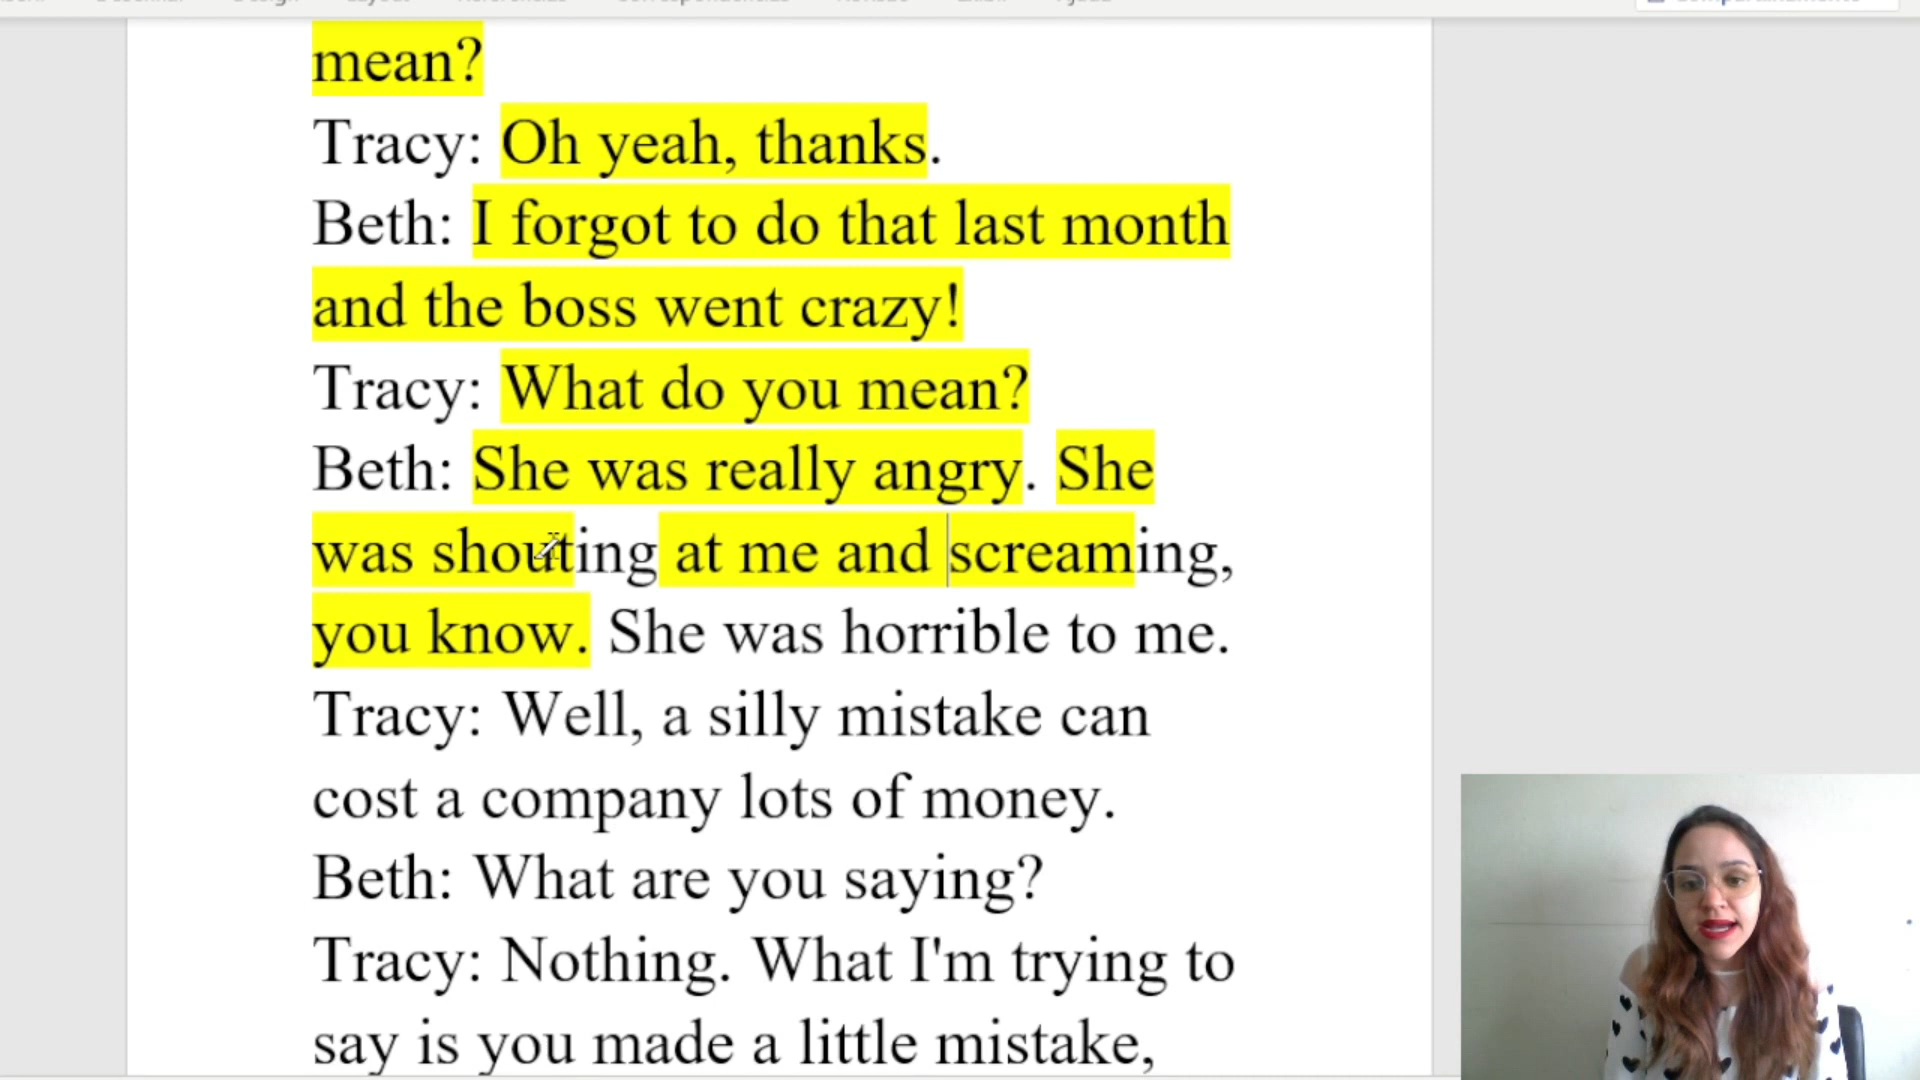 mean?
Tracy: Oh yeah, thanks.
Beth: I forgot to do that last month
and the boss went crazy!
Tracy: What do you mean?
Beth: She was really angry. She
was shouting at me and screaming,
you know. She was horrible to me.
Tracy: Well, a silly mistake can
cost a company lots of money.
Beth: What are you saying?
Tracy: Nothing. What I'm trying to
say is you made a little mistake,